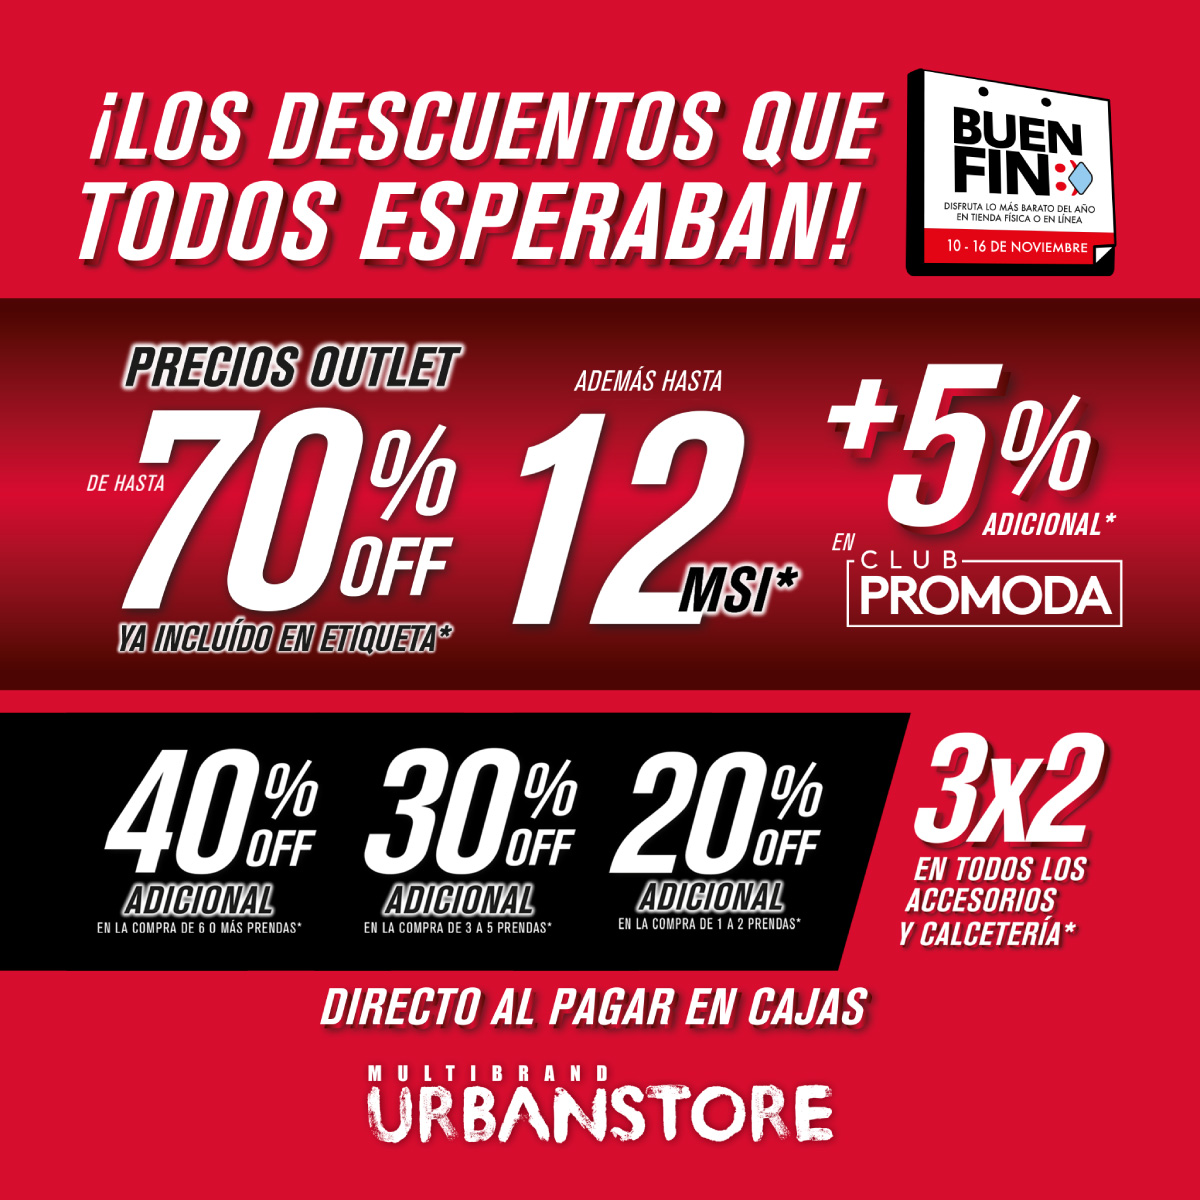 ¡LOS DESCUENTOS QUE
TODOS ESPERABAN!
BUEN
FIN
DISFRUTA LO MÁS BARATO DEL AÑO
EN TIENDA FÍSICA O EN LÍNEA
10 - 16 DE NOVIEMBRE
PRECIOS OUTLET
DE HASTA 70% OFF
YA INCLUÍDO EN ETIQUETA*
ADEMÁS HASTA
12 MSI*
+5%
ADICIONAL*
EN
CLUB
PROMODA
40% OFF
ADICIONAL
EN LA COMPRA DE 6 O MÁS PRENDAS*
30% OFF
ADICIONAL
EN LA COMPRA DE 3 A 5 PRENDAS*
20% OFF
ADICIONAL
EN LA COMPRA DE 1 A 2 PRENDAS*
3x2
EN TODOS LOS
ACCESORIOS
Y CALCETERÍA*
DIRECTO AL PAGAR EN CAJAS
MULTIBRAND
URBANSTORE